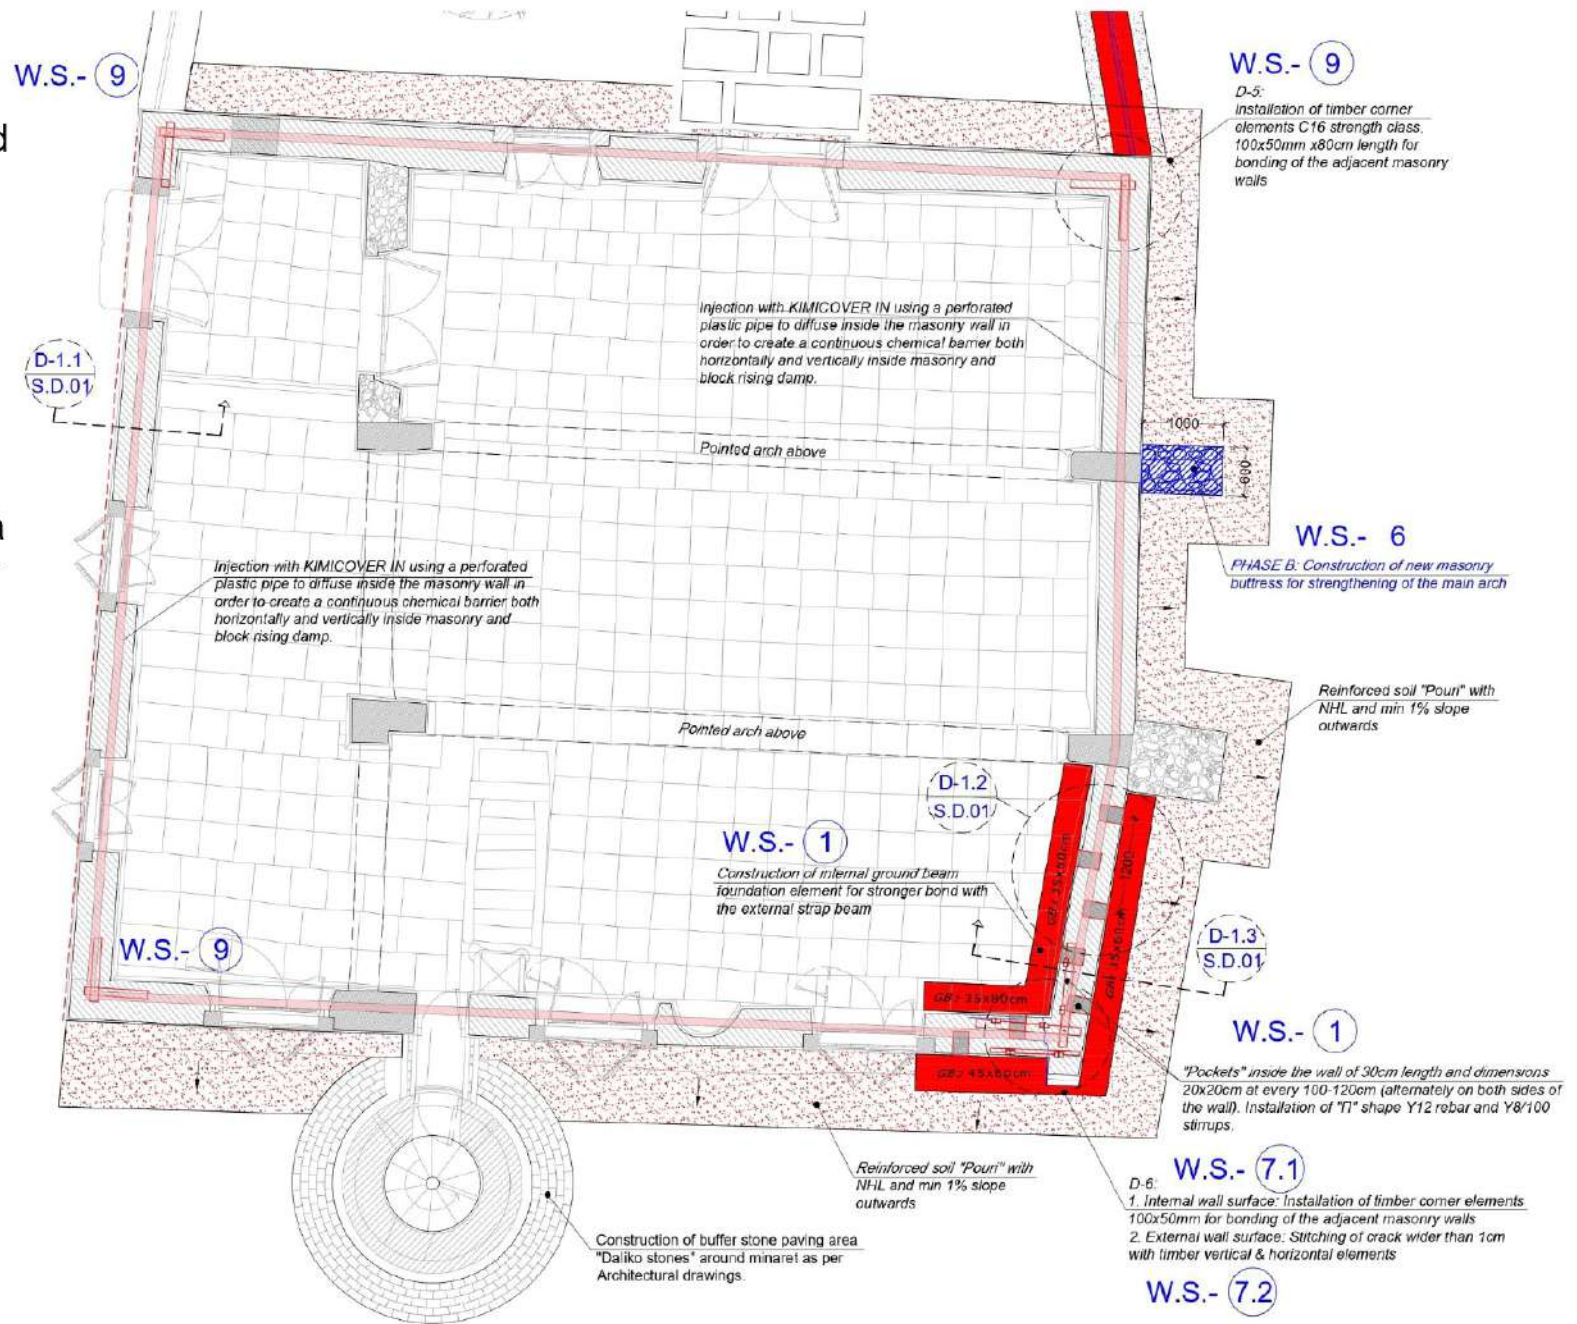 W.S.- 9
d
a
W.S.- 9
D-5:
Installation of timber corner
elements C16 strength class,
100x50mm x80cm length for
bonding of the adjacent masonry
walls
Injection with KIMICOVER IN using a perforated
plastic pipe to diffuse inside the masonry wall in
order to create a continuous chemical barrier both
horizontally and vertically inside masonry and
block rising damp.
D-1.1
S.D.01
Pointed arch above
1000
600
W.S.- 6
PHASE B: Construction of new masonry
buttress for strengthening of the main arch
Injection with KIMICOVER IN using a perforated
plastic pipe to diffuse inside the masonry wall in
order to create a continuous chemical barrier both
horizontally and vertically inside masonry and
block rising damp.
Reinforced soil "Pouri" with
NHL and min 1% slope
outwards
Pointed arch above
D-1.2
S.D.01
W.S.- 1
Construction of internal ground beam
foundation element for stronger bond with
the external strap beam
1200
W.S.- 9
D-1.3
S.D.01
W.S.- 1
"Pockets" inside the wall of 30cm length and dimensions
20x20cm at every 100-120cm (alternately on both sides of
the wall). Installation of "Π" shape Y12 rebar and Y8/100
stirrups.
Reinforced soil "Pouri" with
NHL and min 1% slope
outwards
W.S.- 7.1
D-6:
1. Internal wall surface: Installation of timber corner elements
100x50mm for bonding of the adjacent masonry walls
2. External wall surface: Stitching of crack wider than 1cm
with timber vertical & horizontal elements
W.S.- 7.2
Construction of buffer stone paving area
"Daliko stones" around minaret as per
Architectural drawings.